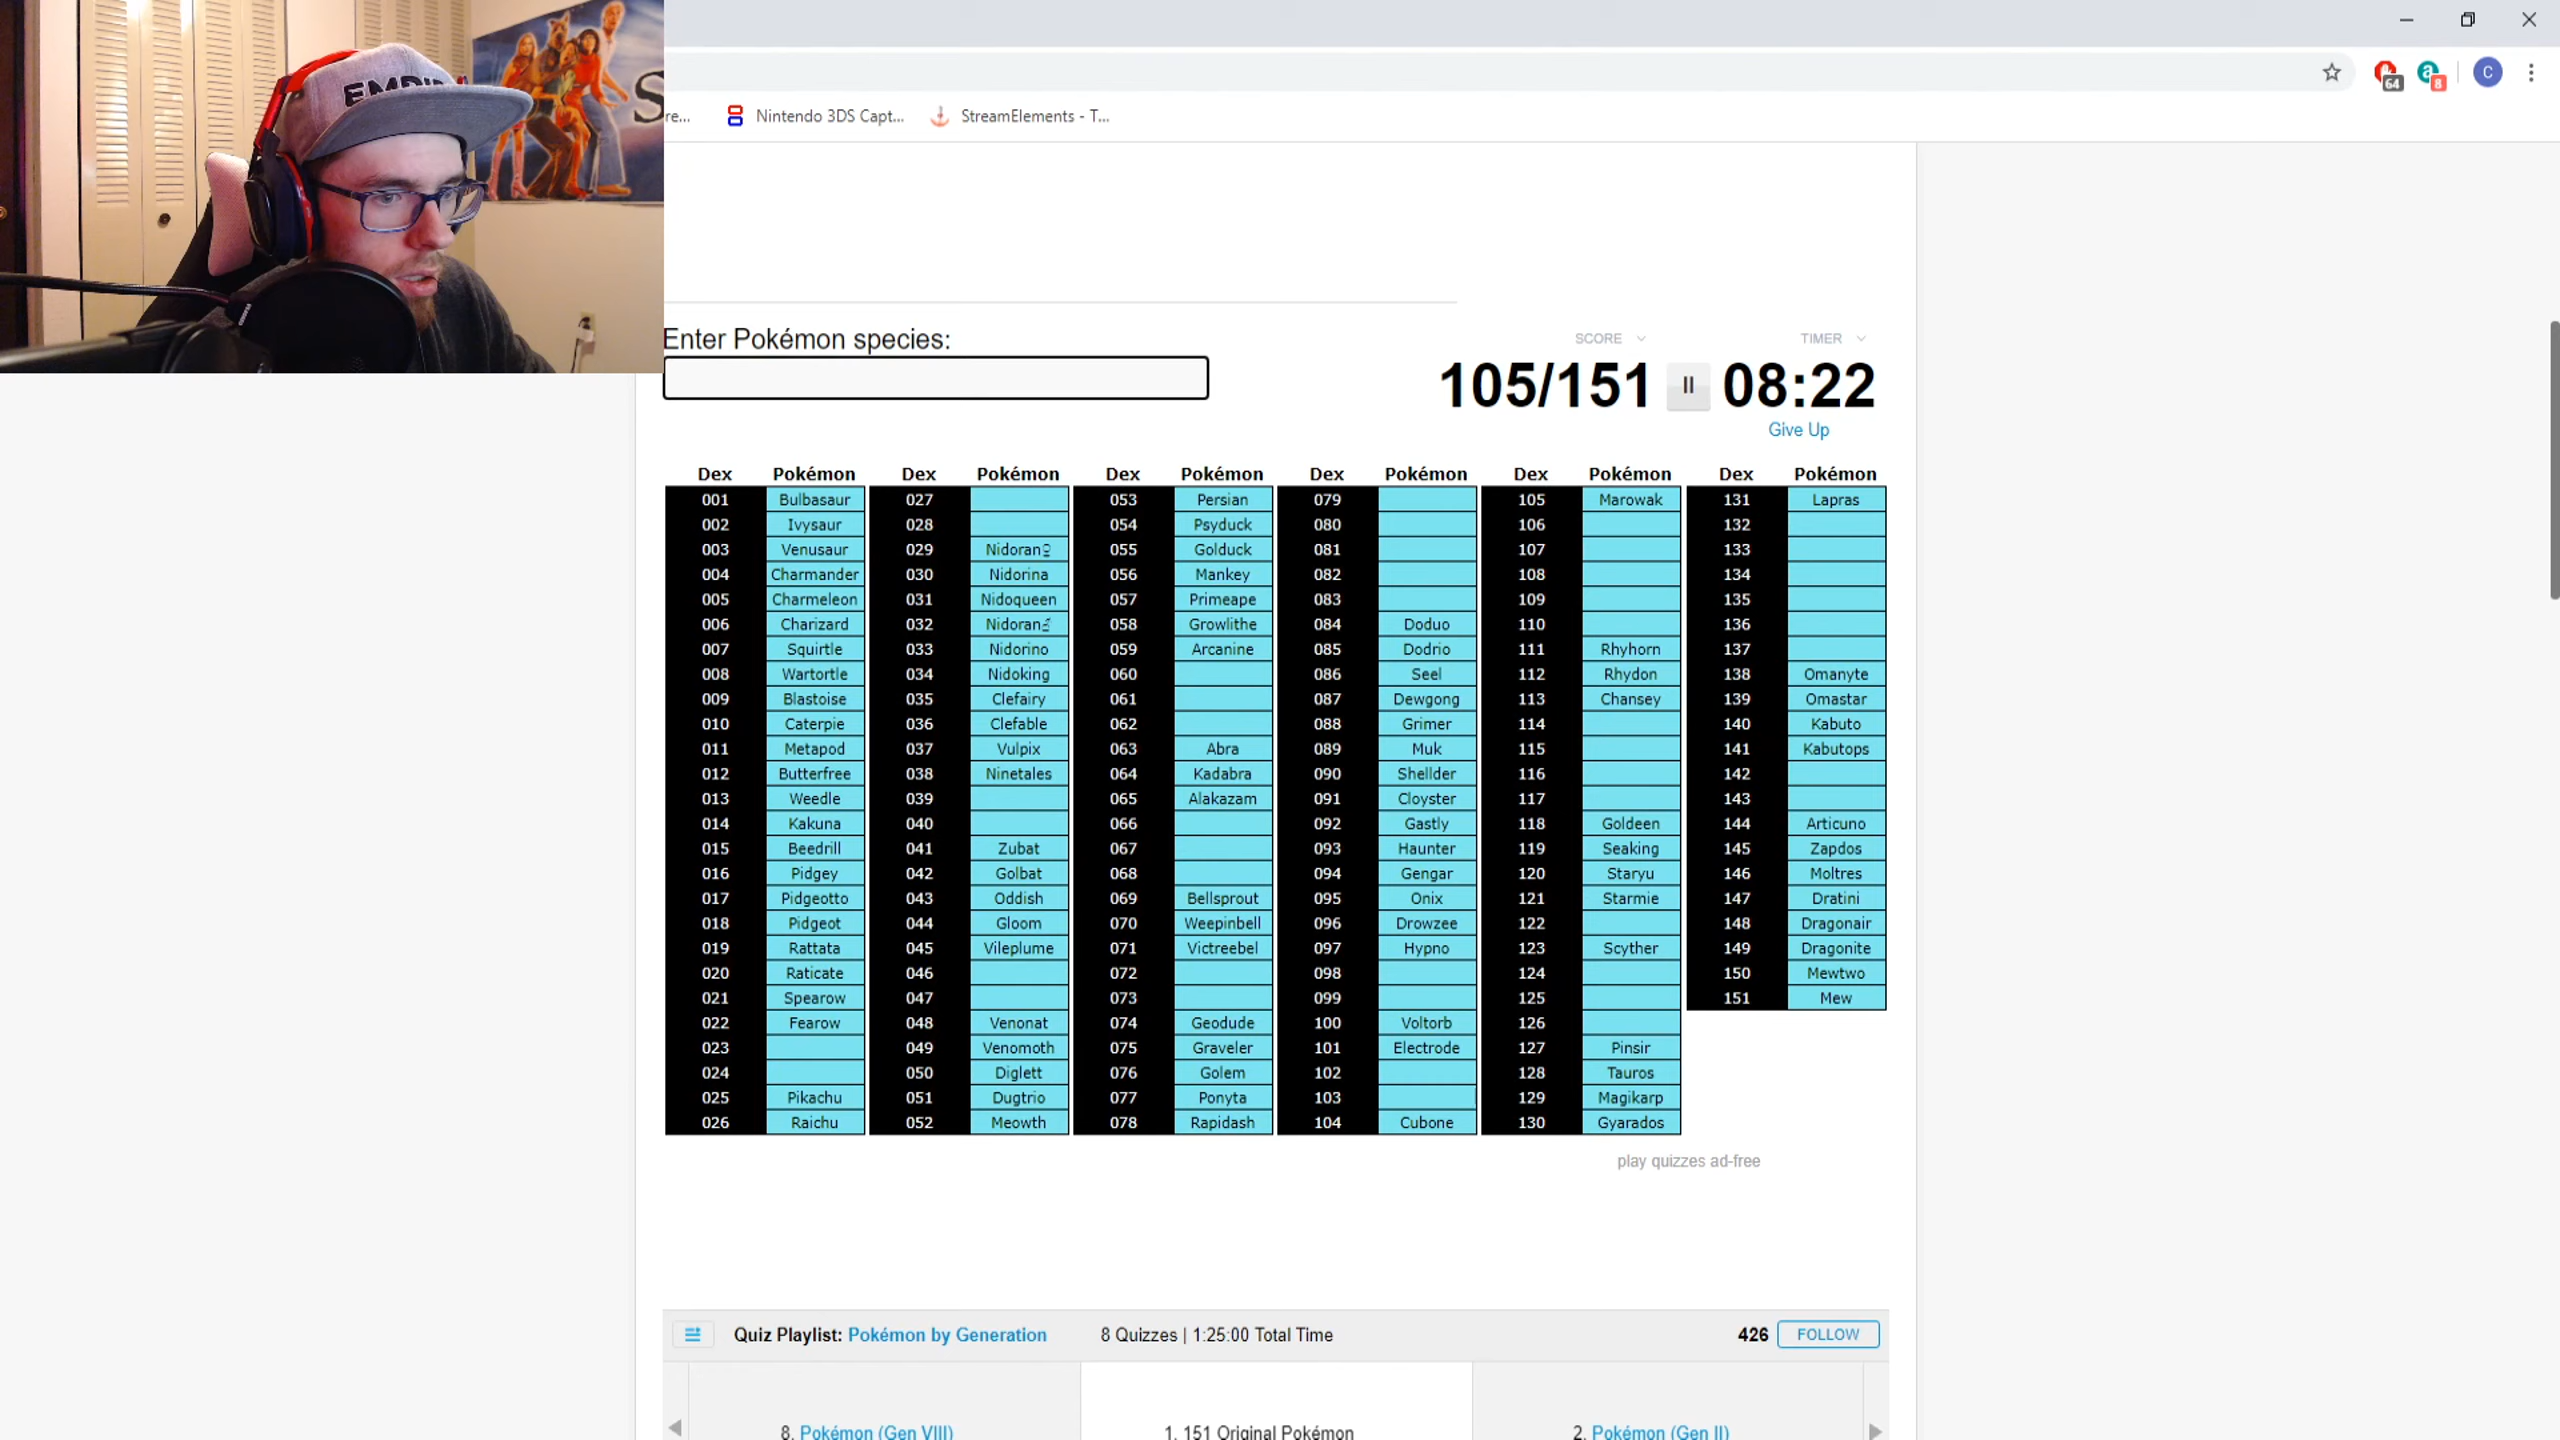 EMPIR
S
re...
Nintendo 3DS Capt...
StreamElements - T...
64
8
C
Enter Pokémon species:
SCORE
TIMER
105/151
08:22
Give Up
Dex Pokémon Dex Pokémon Dex Pokémon Dex Pokémon Dex Pokémon Dex Pokémon
001 Bulbasaur 027 053 Persian 079 105 Marowak 131 Lapras
002 Ivysaur 028 054 Psyduck 080 106 132
003 Venusaur 029 Nidoran♀ 055 Golduck 081 107 133
004 Charmander 030 Nidorina 056 Mankey 082 108 134
005 Charmeleon 031 Nidoqueen 057 Primeape 083 109 135
006 Charizard 032 Nidoran♂ 058 Growlithe 084 Doduo 110 136
007 Squirtle 033 Nidorino 059 Arcanine 085 Dodrio 111 Rhyhorn 137
008 Wartortle 034 Nidoking 060 086 Seel 112 Rhydon 138 Omanyte
009 Blastoise 035 Clefairy 061 087 Dewgong 113 Chansey 139 Omastar
010 Caterpie 036 Clefable 062 088 Grimer 114 140 Kabuto
011 Metapod 037 Vulpix 063 Abra 089 Muk 115 141 Kabutops
012 Butterfree 038 Ninetales 064 Kadabra 090 Shellder 116 142
013 Weedle 039 065 Alakazam 091 Cloyster 117 143
014 Kakuna 040 066 092 Gastly 118 Goldeen 144 Articuno
015 Beedrill 041 Zubat 067 093 Haunter 119 Seaking 145 Zapdos
016 Pidgey 042 Golbat 068 094 Gengar 120 Staryu 146 Moltres
017 Pidgeotto 043 Oddish 069 Bellsprout 095 Onix 121 Starmie 147 Dratini
018 Pidgeot 044 Gloom 070 Weepinbell 096 Drowzee 122 148 Dragonair
019 Rattata 045 Vileplume 071 Victreebel 097 Hypno 123 Scyther 149 Dragonite
020 Raticate 046 072 098 124 150 Mewtwo
021 Spearow 047 073 099 125 151 Mew
022 Fearow 048 Venonat 074 Geodude 100 Voltorb 126
023 049 Venomoth 075 Graveler 101 Electrode 127 Pinsir
024 050 Diglett 076 Golem 102 128 Tauros
025 Pikachu 051 Dugtrio 077 Ponyta 103 129 Magikarp
026 Raichu 052 Meowth 078 Rapidash 104 Cubone 130 Gyarados
play quizzes ad-free
Quiz Playlist: Pokémon by Generation 8 Quizzes | 1:25:00 Total Time 426 FOLLOW
8. Pokémon (Gen VIII) 1. 151 Original Pokémon 2. Pokémon (Gen II)